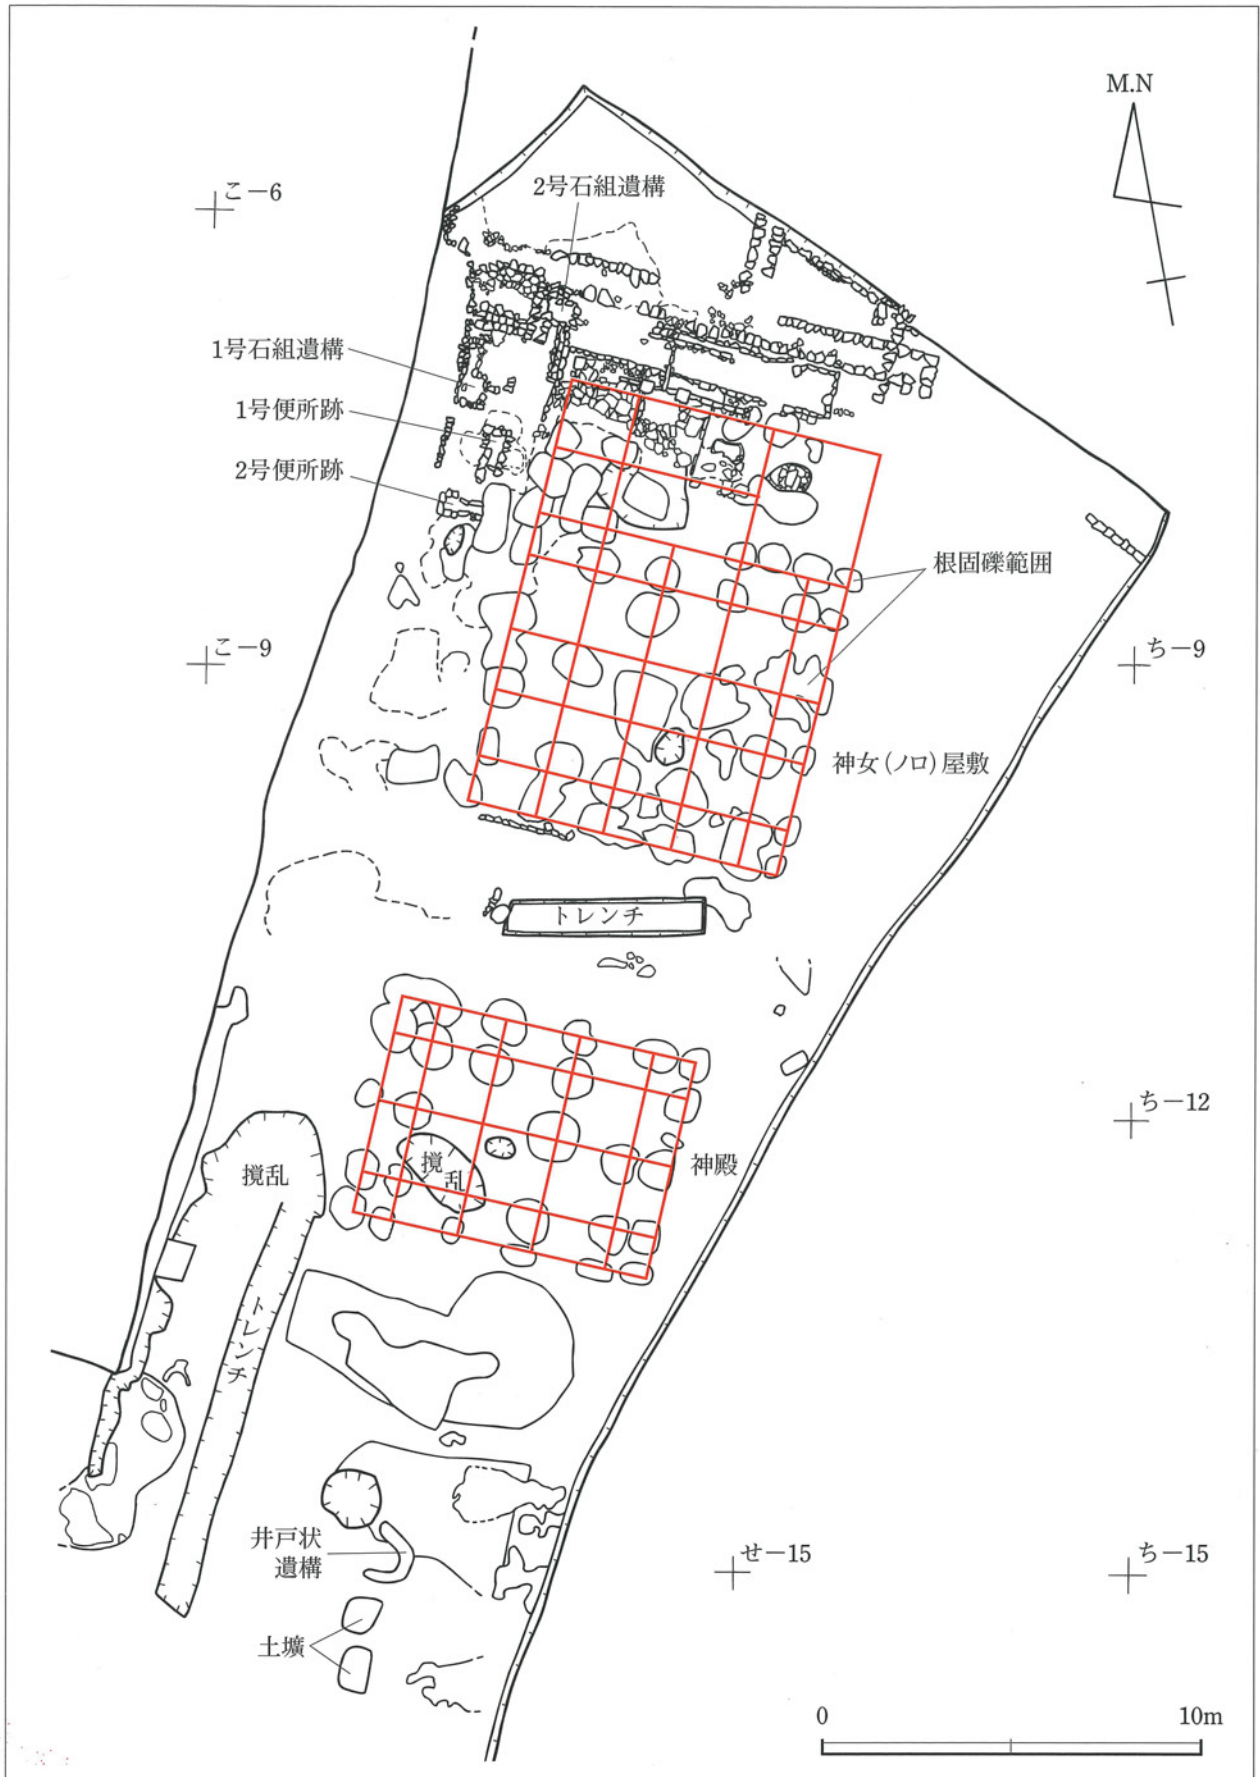 M.N
こ−6
2号石組遺構
1号石組遺構
1号便所跡
2号便所跡
根固礫範囲
こ−9
ち−9
神女(ノロ)屋敷
トレンチ
ち−12
神殿
攪乱
攪乱
トレンチ
井戸状
遺構
せ−15
ち−15
土壙
0
10m